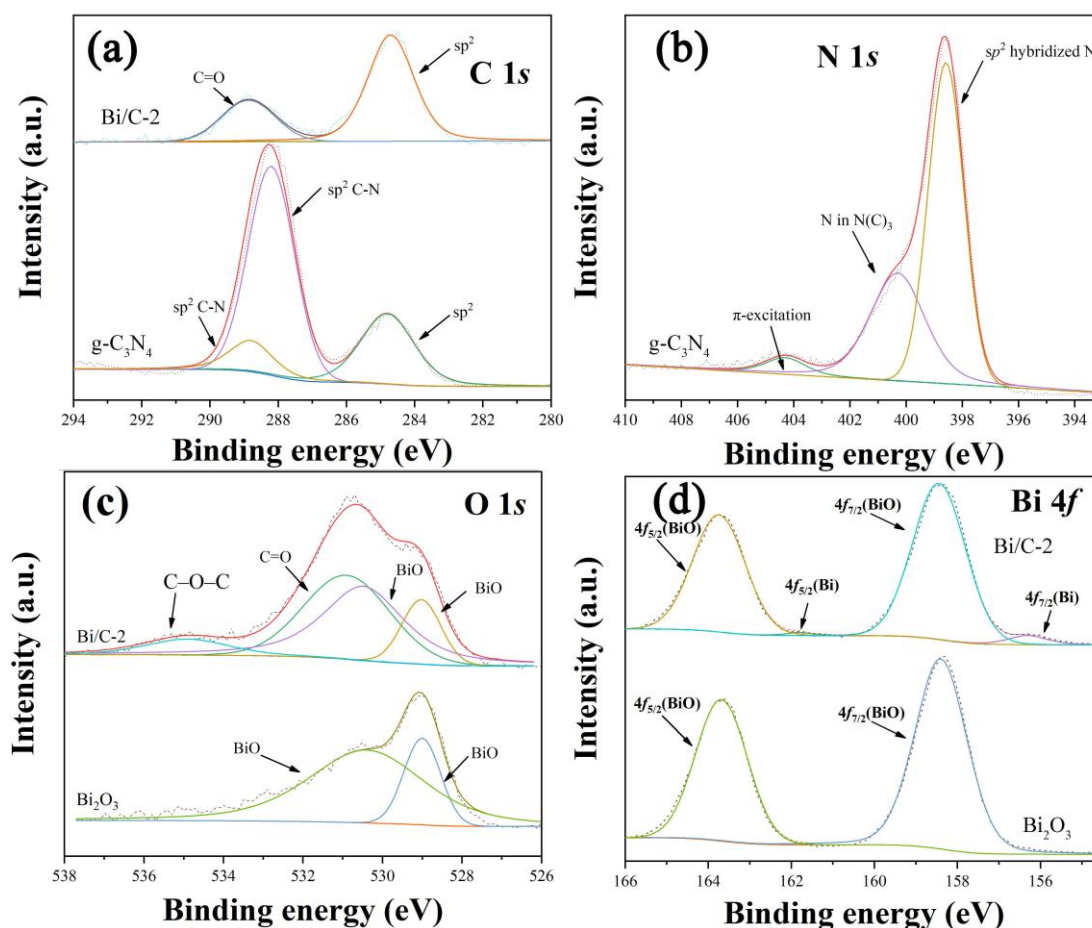 (a)
C 1s
sp²
C=O
Bi/C-2
sp² C-N
sp² C-N
sp²
g-C₃N₄
294 292 290 288 286 284 282 280
Binding energy (eV)
Intensity (a.u.)
(b)
N 1s
sp² hybridized N
N in N(C)₃
π-excitation
g-C₃N₄
410 408 406 404 402 400 398 396 394
Binding energy (eV)
Intensity (a.u.)
(c)
O 1s
C=O
BiO
BiO
C–O–C
Bi/C-2
BiO
BiO
Bi₂O₃
538 536 534 532 530 528 526
Binding energy (eV)
Intensity (a.u.)
(d)
Bi 4f
4f₇/₂(BiO)
4f₅/₂(BiO)
Bi/C-2
4f₅/₂(Bi)
4f₇/₂(Bi)
4f₅/₂(BiO)
4f₇/₂(BiO)
Bi₂O₃
166 164 162 160 158 156
Binding energy (eV)
Intensity (a.u.)